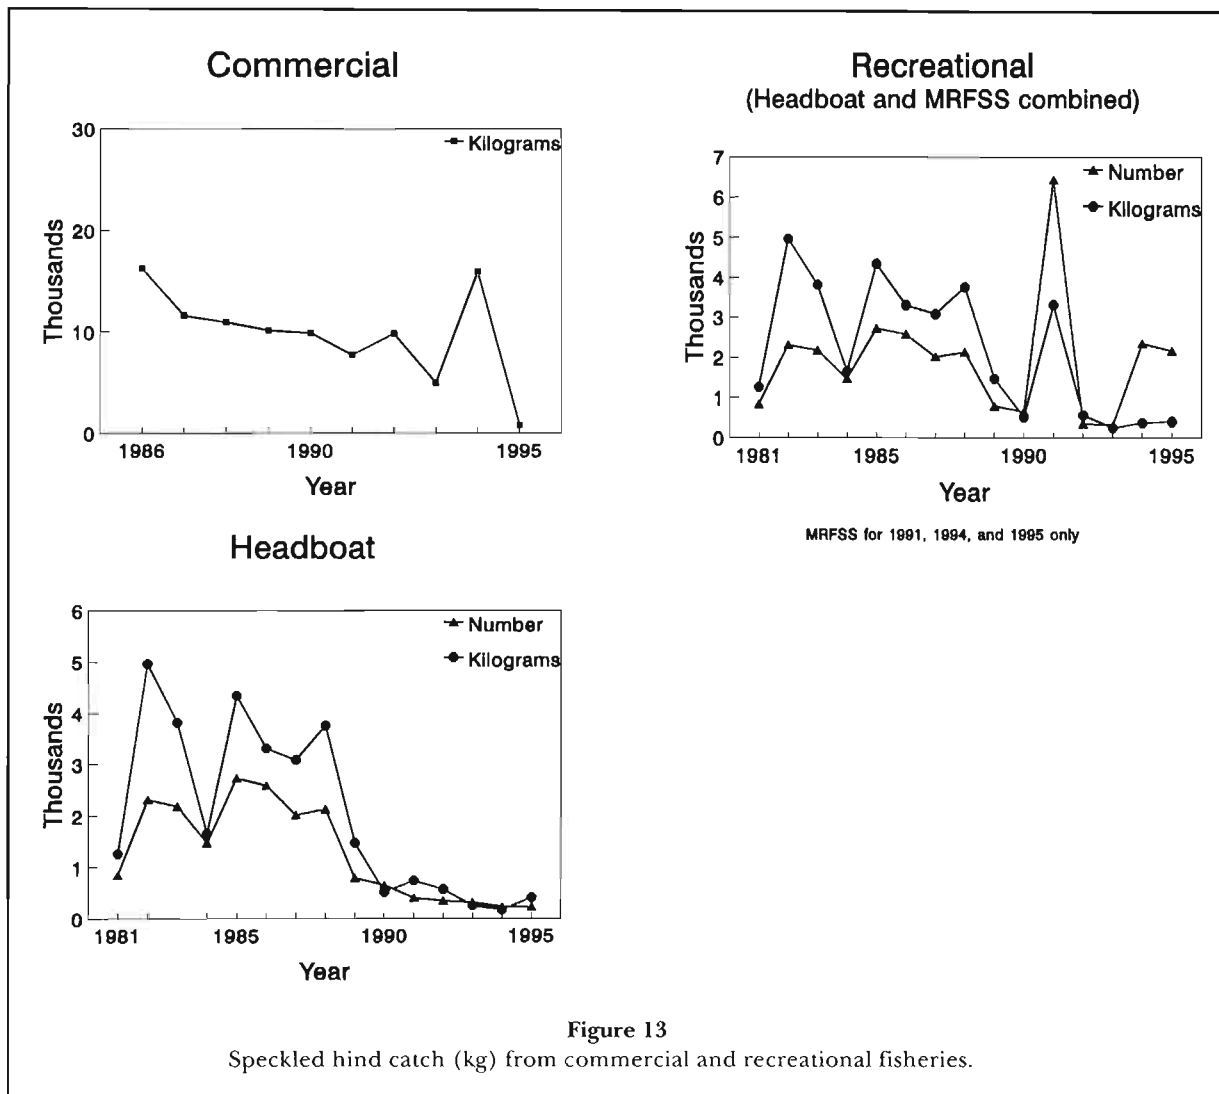 Commercial
30
20
10
0
Thousands
Kilograms
1986 1990 1995
Year
Recreational
(Headboat and MRFSS combined)
7
6
5
4
3
2
1
0
Thousands
Number
Kilograms
1981 1985 1990 1995
Year
MRFSS for 1991, 1994, and 1995 only
Headboat
6
5
4
3
2
1
0
Thousands
Number
Kilograms
1981 1985 1990 1995
Year
Figure 13
Speckled hind catch (kg) from commercial and recreational fisheries.